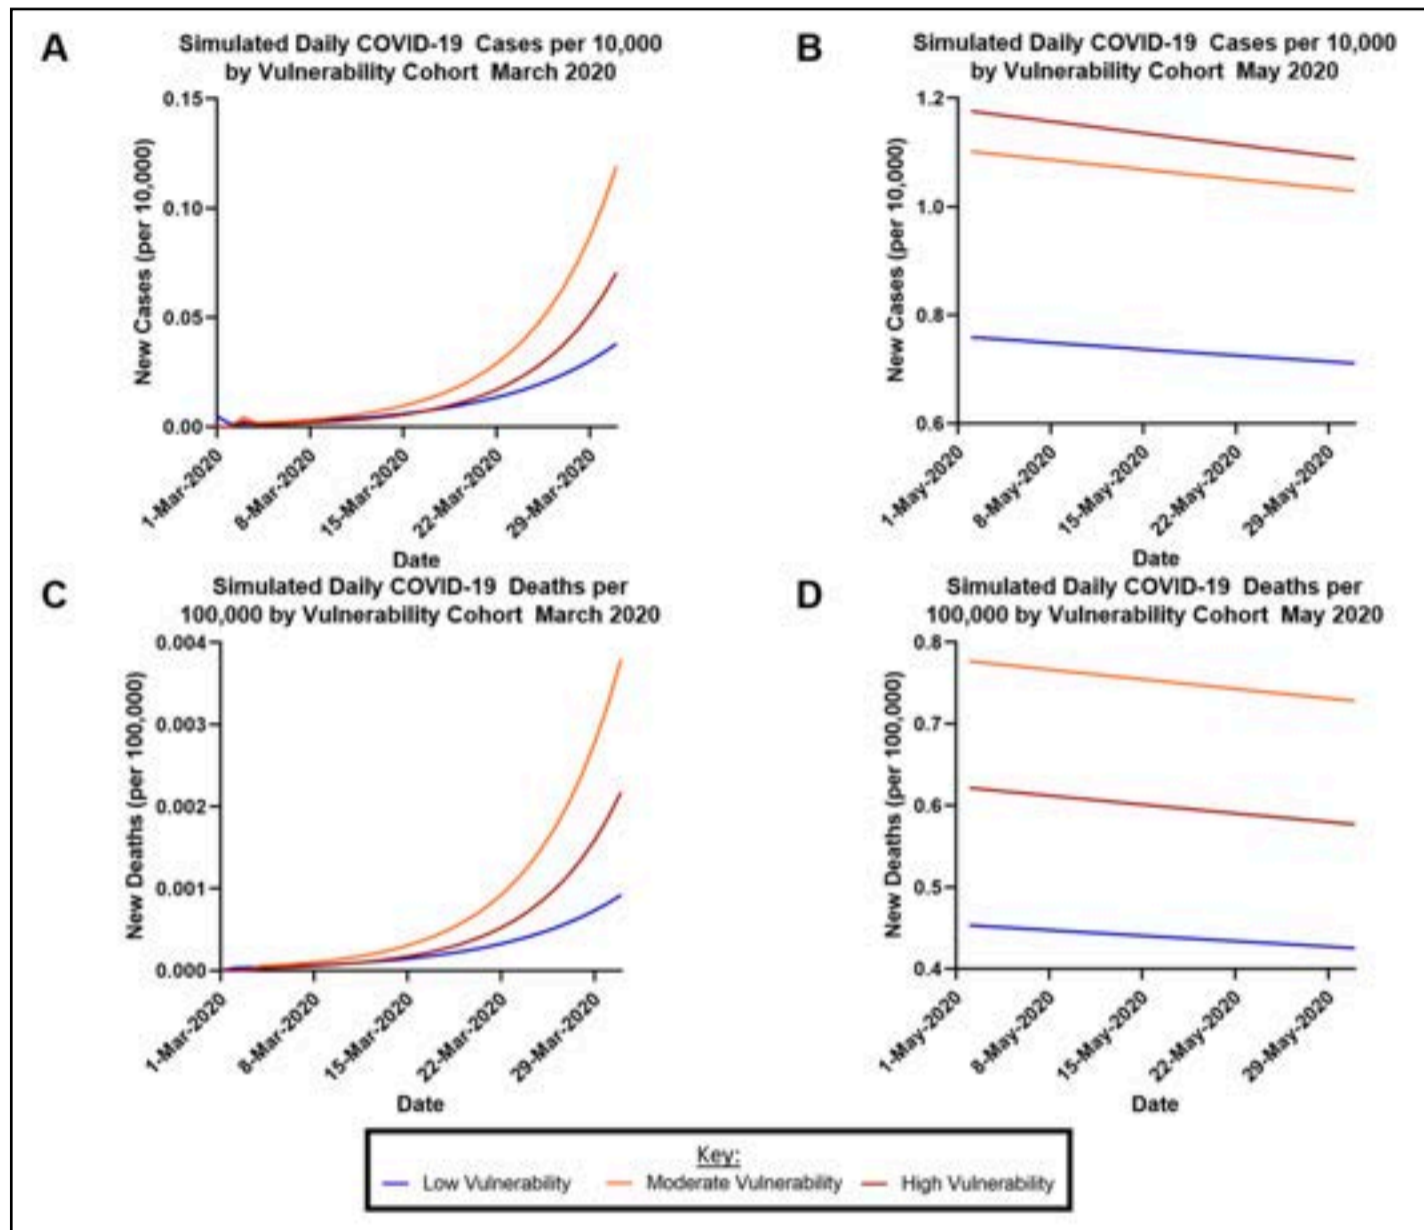 A
Simulated Daily COVID-19 Cases per 10,000
by Vulnerability Cohort March 2020
New Cases (per 10,000)
0.15
0.10
0.05
0.00
1-Mar-2020
8-Mar-2020
15-Mar-2020
22-Mar-2020
29-Mar-2020
Date
B
Simulated Daily COVID-19 Cases per 10,000
by Vulnerability Cohort May 2020
New Cases (per 10,000)
1.2
1.0
0.8
0.6
1-May-2020
8-May-2020
15-May-2020
22-May-2020
29-May-2020
Date
C
Simulated Daily COVID-19 Deaths per
100,000 by Vulnerability Cohort March 2020
New Deaths (per 100,000)
0.004
0.003
0.002
0.001
0.000
1-Mar-2020
8-Mar-2020
15-Mar-2020
22-Mar-2020
29-Mar-2020
Date
D
Simulated Daily COVID-19 Deaths per
100,000 by Vulnerability Cohort May 2020
New Deaths (per 100,000)
0.8
0.7
0.6
0.5
0.4
1-May-2020
8-May-2020
15-May-2020
22-May-2020
29-May-2020
Date
Key:
Low Vulnerability
Moderate Vulnerability
High Vulnerability